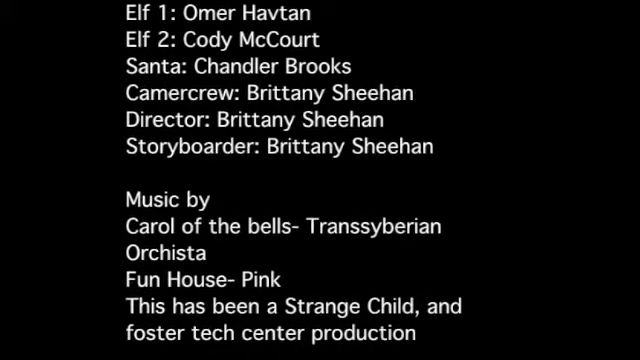 Elf 1: Omer Havtan
Elf 2: Cody McCourt
Santa: Chandler Brooks
Camercrew: Brittany Sheehan
Director: Brittany Sheehan
Storyboarder: Brittany Sheehan
Music by
Carol of the bells- Transsyberian
Orchista
Fun House- Pink
This has been a Strange Child, and
foster tech center production